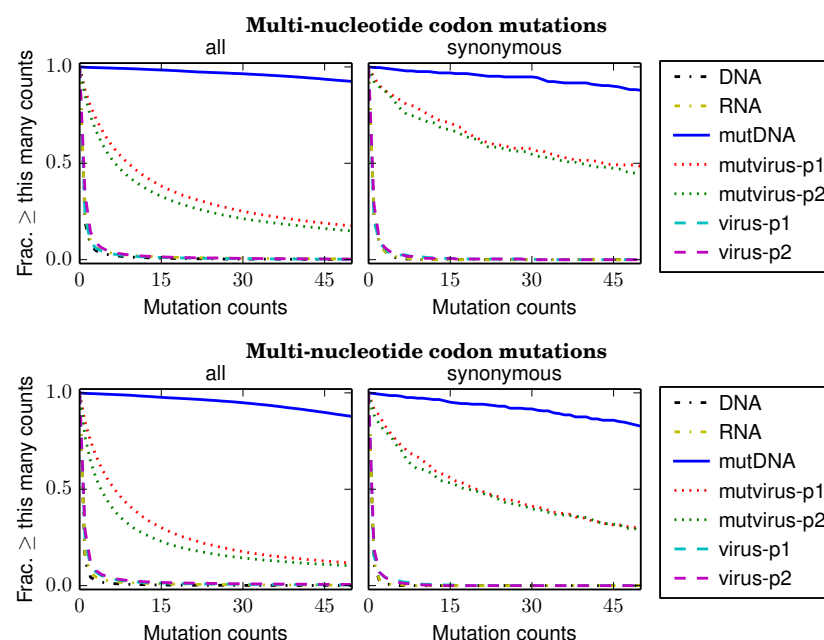 Multi-nucleotide codon mutations
all
synonymous
Frac. ≥ this many counts
1.0
0.5
0.0
0 15 30 45
0 15 30 45
Mutation counts
Mutation counts
DNA
RNA
mutDNA
mutvirus-p1
mutvirus-p2
virus-p1
virus-p2
Multi-nucleotide codon mutations
all
synonymous
Frac. ≥ this many counts
1.0
0.5
0.0
0 15 30 45
0 15 30 45
Mutation counts
Mutation counts
DNA
RNA
mutDNA
mutvirus-p1
mutvirus-p2
virus-p1
virus-p2